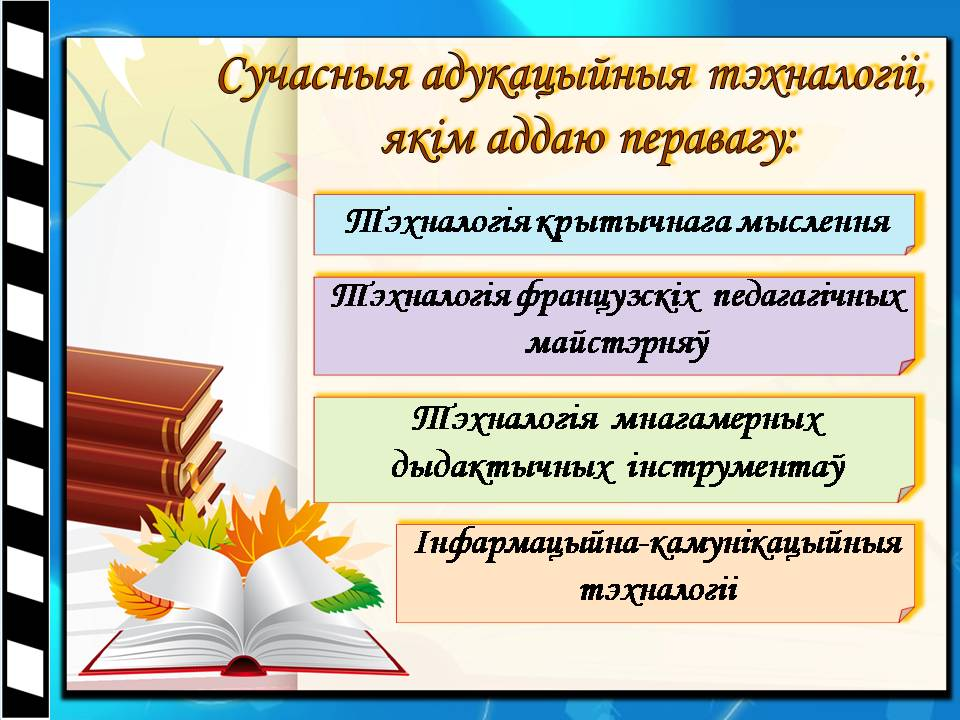 Сучасныя адукацыйныя тэхналогіі,
якім аддаю перавагу:
Тэхналогія крытычнага мыслення
Тэхналогія французскіх педагагічных
майстэрняў
Тэхналогія мнагамерных
дыдактычных інструментаў
Інфармацыйна-камунікацыйныя
тэхналогіі